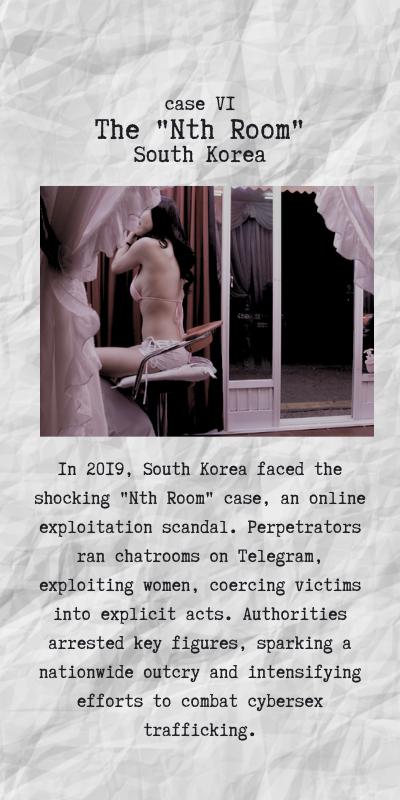 case VI
The "Nth Room"
South Korea
In 2019, South Korea faced the
shocking "Nth Room" case, an online
exploitation scandal. Perpetrators
ran chatrooms on Telegram,
exploiting women, coercing victims
into explicit acts. Authorities
arrested key figures, sparking a
nationwide outcry and intensifying
efforts to combat cybersex
trafficking.